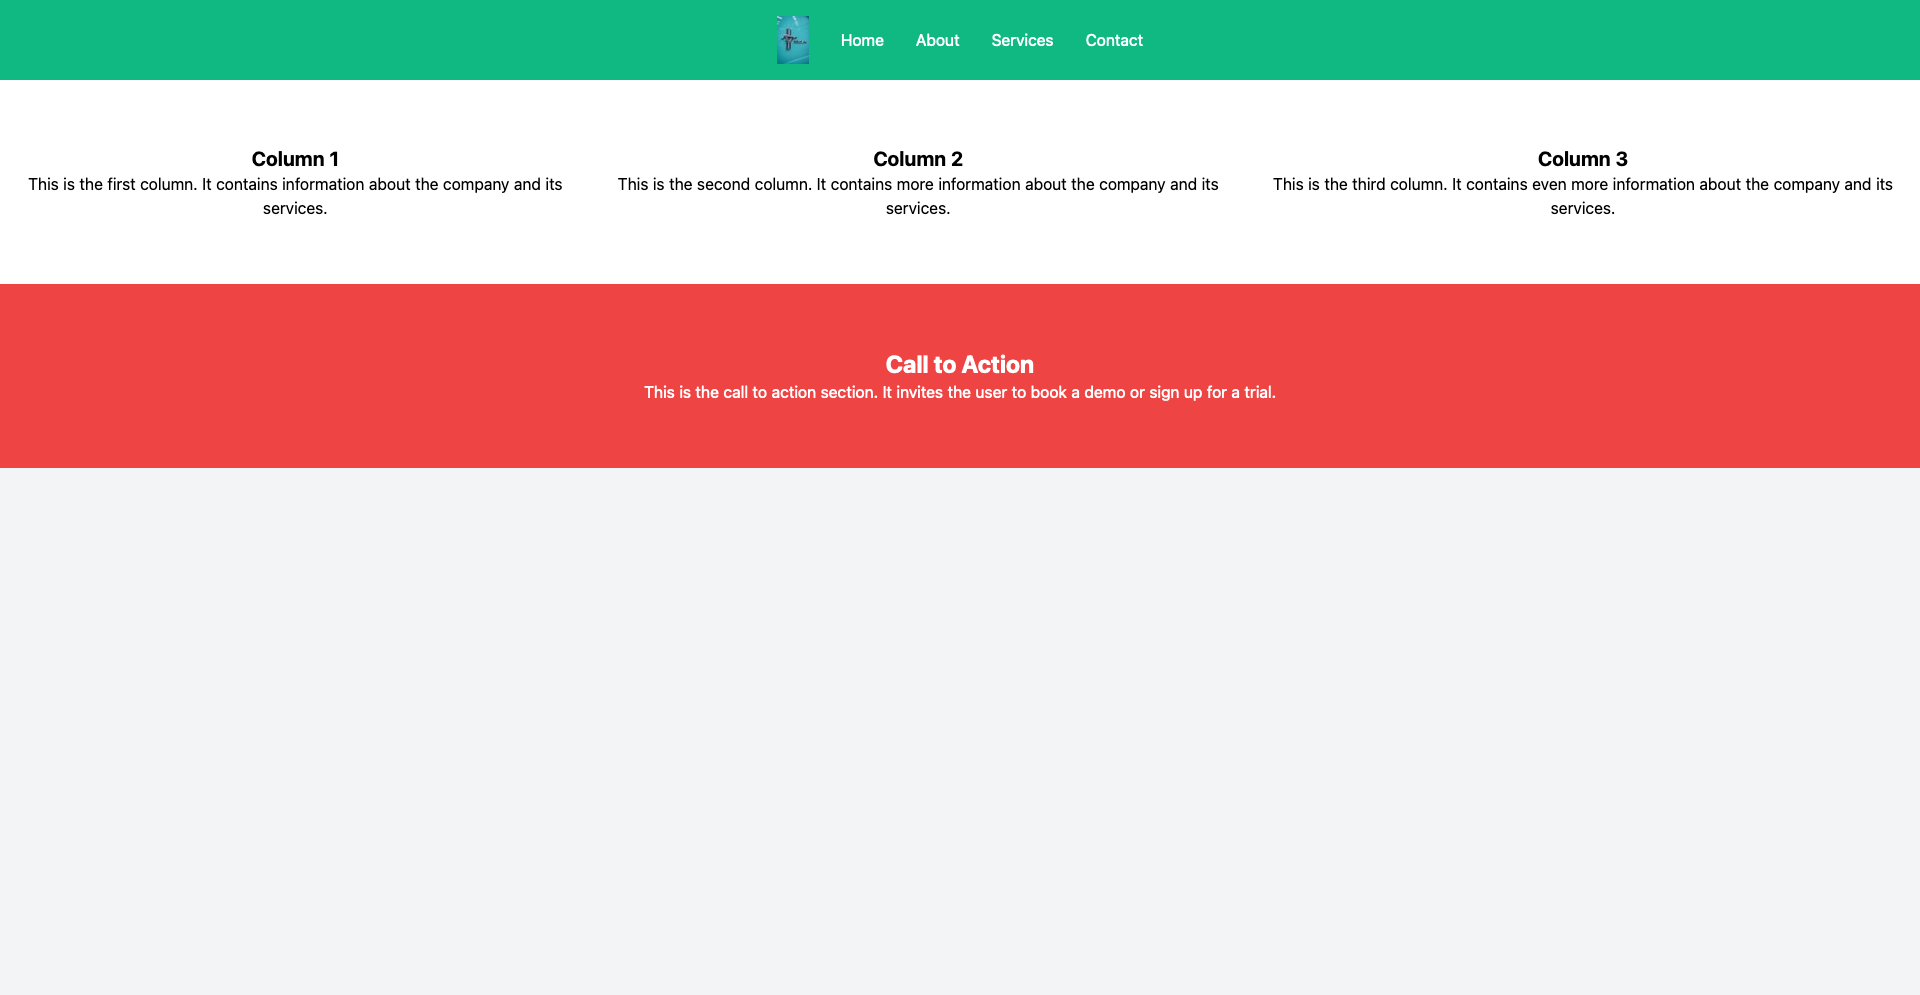 Home About Services Contact
Column 1
This is the first column. It contains information about the company and its
services.
Column 2
This is the second column. It contains more information about the company and its
services.
Column 3
This is the third column. It contains even more information about the company and its
services.
Call to Action
This is the call to action section. It invites the user to book a demo or sign up for a trial.